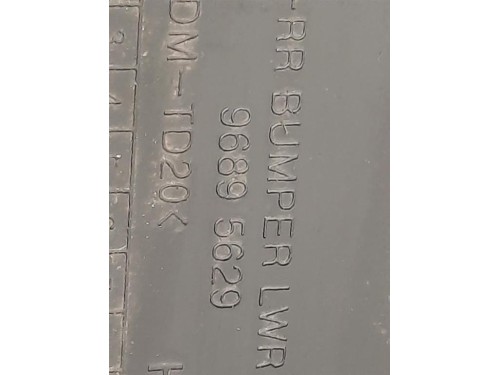 -RR BUMPER LWR
9689 5629
DM-TD20<
H